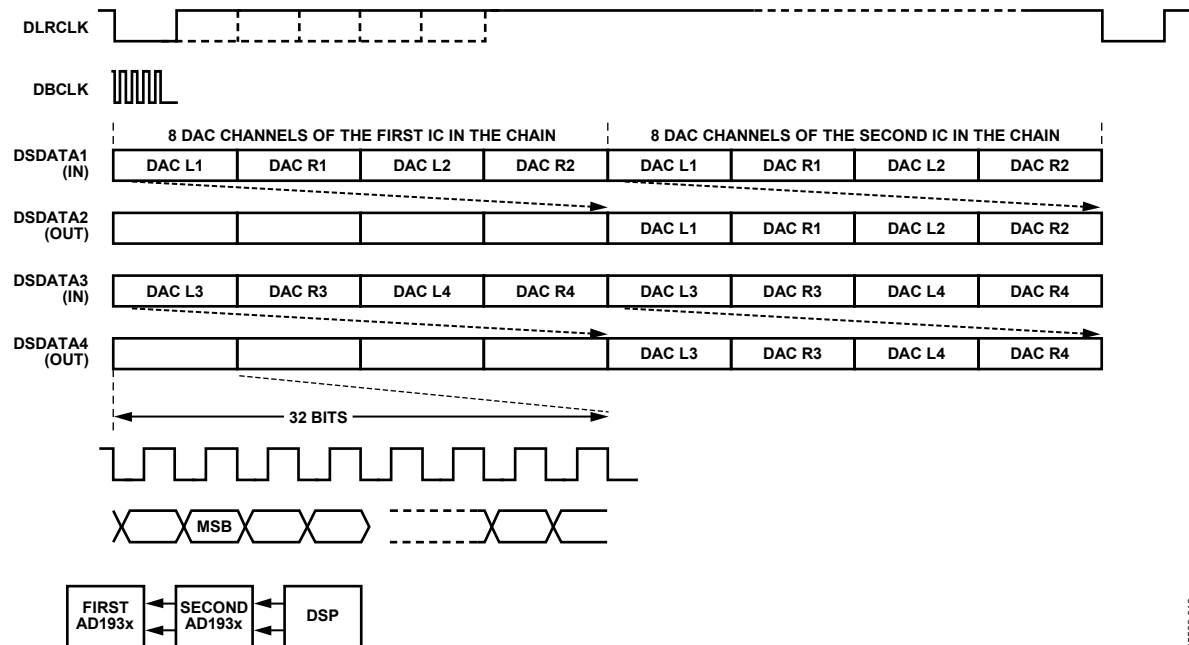 DLRCLK
DBCLK
8 DAC CHANNELS OF THE FIRST IC IN THE CHAIN 8 DAC CHANNELS OF THE SECOND IC IN THE CHAIN
DSDATA1
(IN)
DAC L1 DAC R1 DAC L2 DAC R2 DAC L1 DAC R1 DAC L2 DAC R2
DSDATA2
(OUT)
DAC L1 DAC R1 DAC L2 DAC R2
DSDATA3
(IN)
DAC L3 DAC R3 DAC L4 DAC R4 DAC L3 DAC R3 DAC L4 DAC R4
DSDATA4
(OUT)
DAC L3 DAC R3 DAC L4 DAC R4
32 BITS
MSB
FIRST
AD193x
SECOND
AD193x
DSP